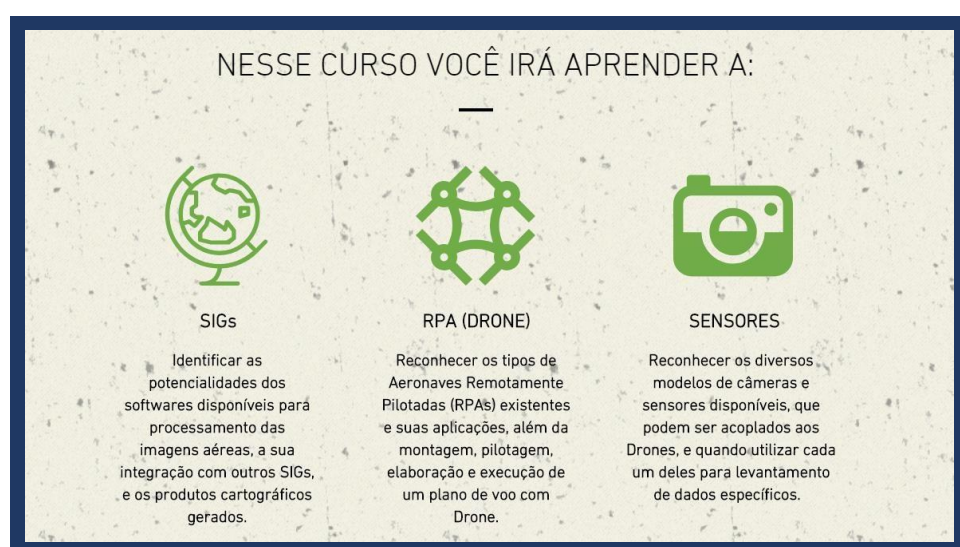 NESSE CURSO VOCÊ IRÁ APRENDER A:
SIGs
Identificar as
potencialidades dos
softwares disponíveis para
processamento das
imagens aéreas, a sua
integração com outros SIGs,
e os produtos cartográficos
gerados.
RPA (DRONE)
Reconhecer os tipos de
Aeronaves Remotamente
Pilotadas (RPAs) existentes
e suas aplicações, além da
montagem, pilotagem,
elaboração e execução de
um plano de voo com
Drone.
SENSORES
Reconhecer os diversos
modelos de câmeras e
sensores disponíveis, que
podem ser acoplados aos
Drones, e quando utilizar cada
um deles para levantamento
de dados específicos.